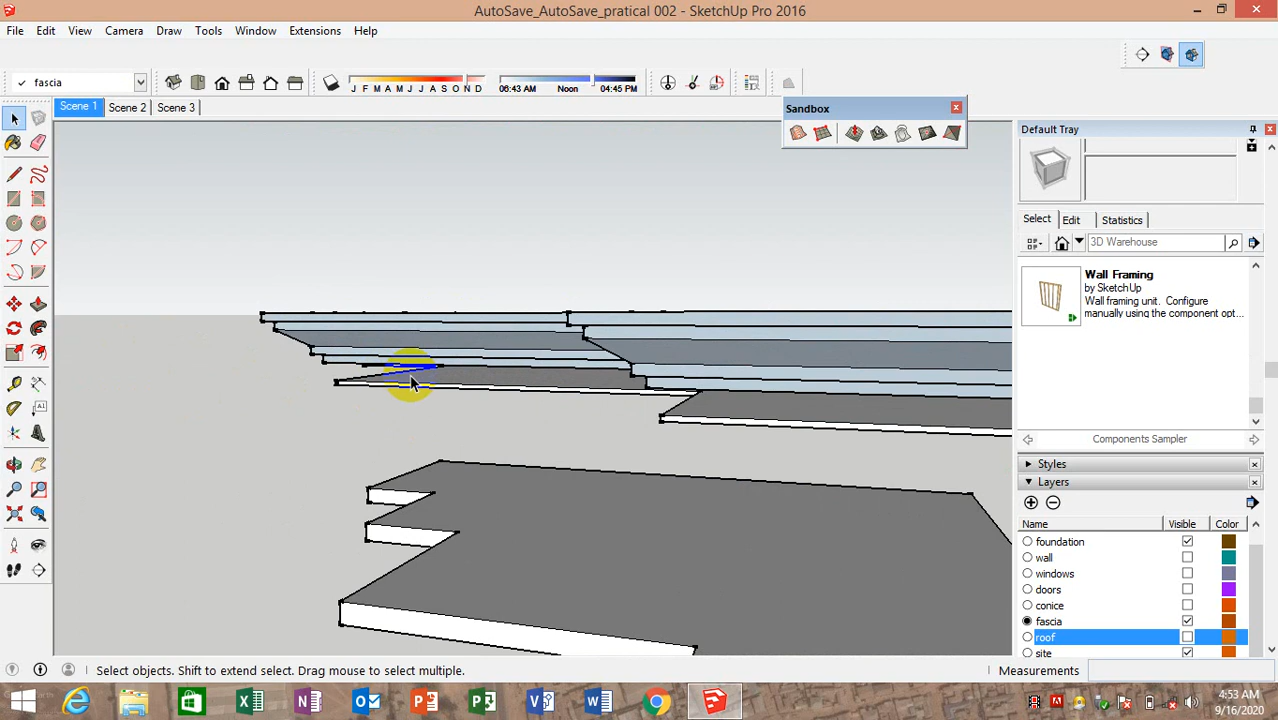 AutoSave_AutoSave_pratical 002 - SketchUp Pro 2016
File Edit View Camera Draw Tools Window Extensions Help
fascia
J F M A M J J A S O N D
06:43 AM Noon 04:45 PM
Scene 1 Scene 2 Scene 3
Sandbox
Default Tray
Select Edit Statistics
3D Warehouse
Wall Framing
by SketchUp
Wall framing unit. Configure
manually using the component opt...
Components Sampler
Styles
Layers
Name Visible Color
foundation
wall
windows
doors
conice
fascia
roof
site
Select objects. Shift to extend select. Drag mouse to select multiple.
Measurements
4:53 AM
9/16/2020